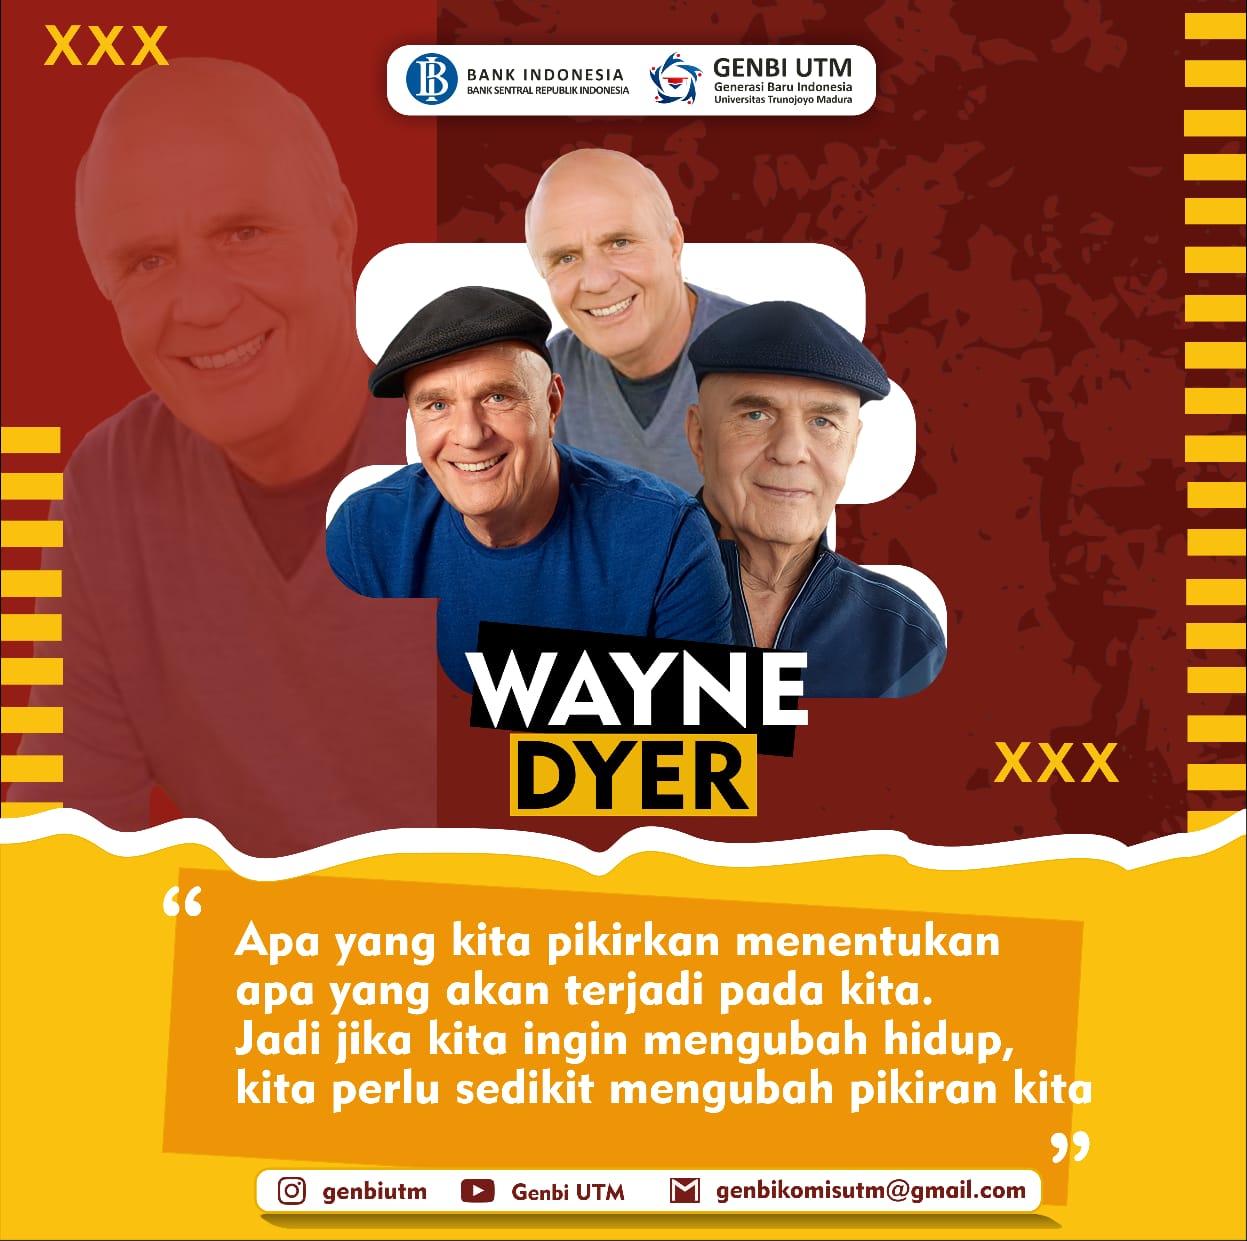 XXX
BANK INDONESIA
BANK SENTRAL REPUBLIK INDONESIA
GENBI UTM
Generasi Baru Indonesia
Universitas Trunojoyo Madura
WAYNE
DYER
XXX
“
Apa yang kita pikirkan menentukan
apa yang akan terjadi pada kita.
Jadi jika kita ingin mengubah hidup,
kita perlu sedikit mengubah pikiran kita
”
genbiutm
Genbi UTM
genbikomisutm@gmail.com